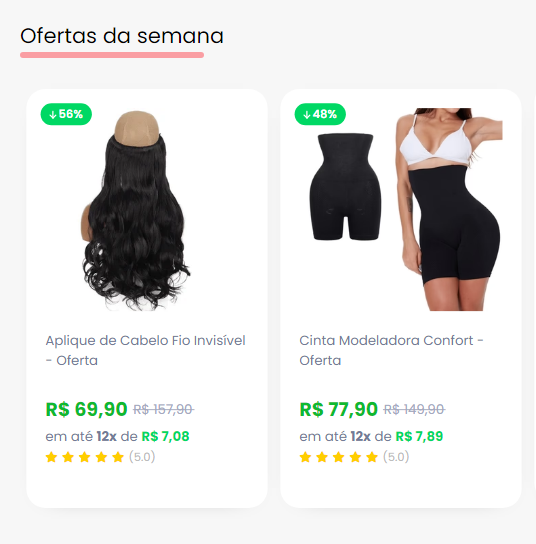 Ofertas da semana
↓56%
Aplique de Cabelo Fio Invisível
- Oferta
R$ 69,90 R$ 157,90
em até 12x de R$ 7,08
(5.0)
↓48%
Cinta Modeladora Confort -
Oferta
R$ 77,90 R$ 149,90
em até 12x de R$ 7,89
(5.0)